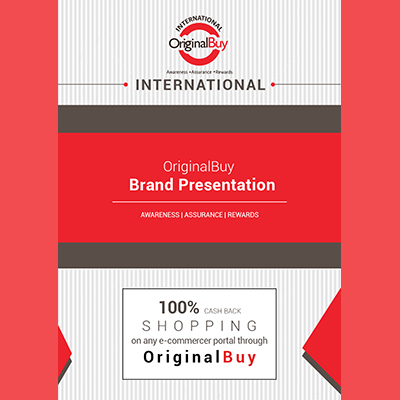 INTERNATIONAL
OriginalBuy
Awareness • Assurance • Rewards
INTERNATIONAL
OriginalBuy
Brand Presentation
AWARENESS | ASSURANCE | REWARDS
100% CASH BACK
SHOPPING
on any e-commercer portal through
OriginalBuy